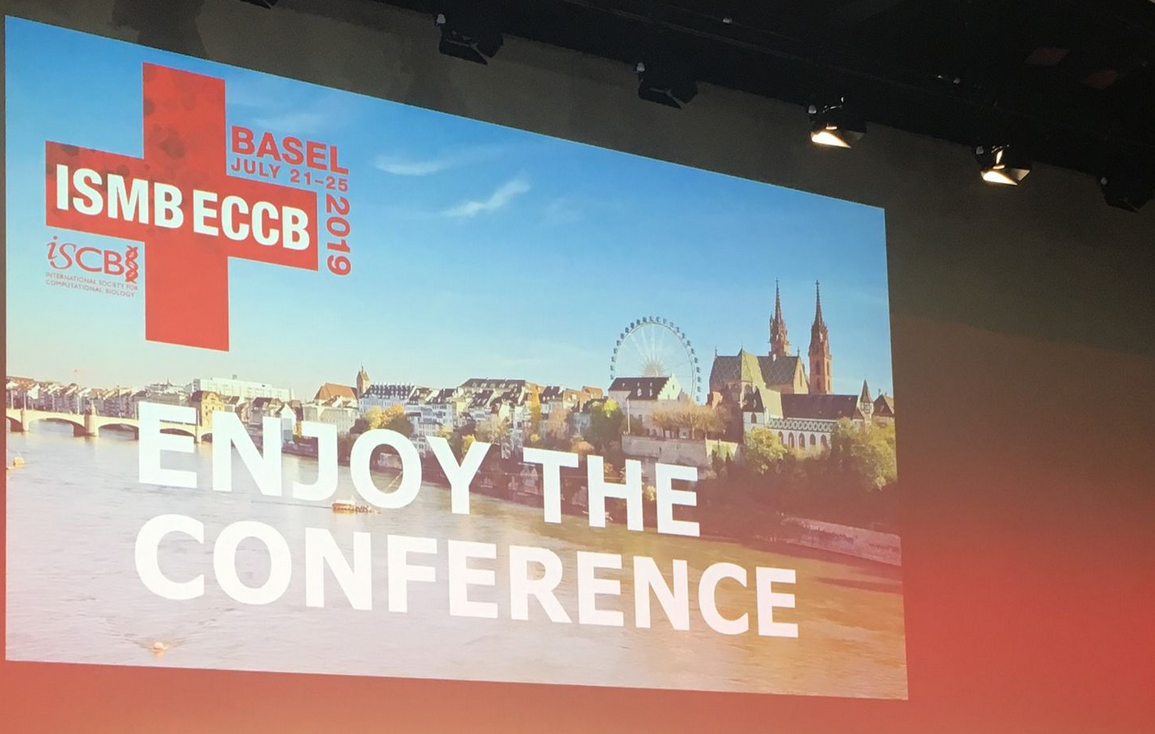 BASEL
JULY 21-25
2019
ISMB ECCB
iSCB
INTERNATIONAL SOCIETY FOR
COMPUTATIONAL BIOLOGY
ENJOY THE
CONFERENCE